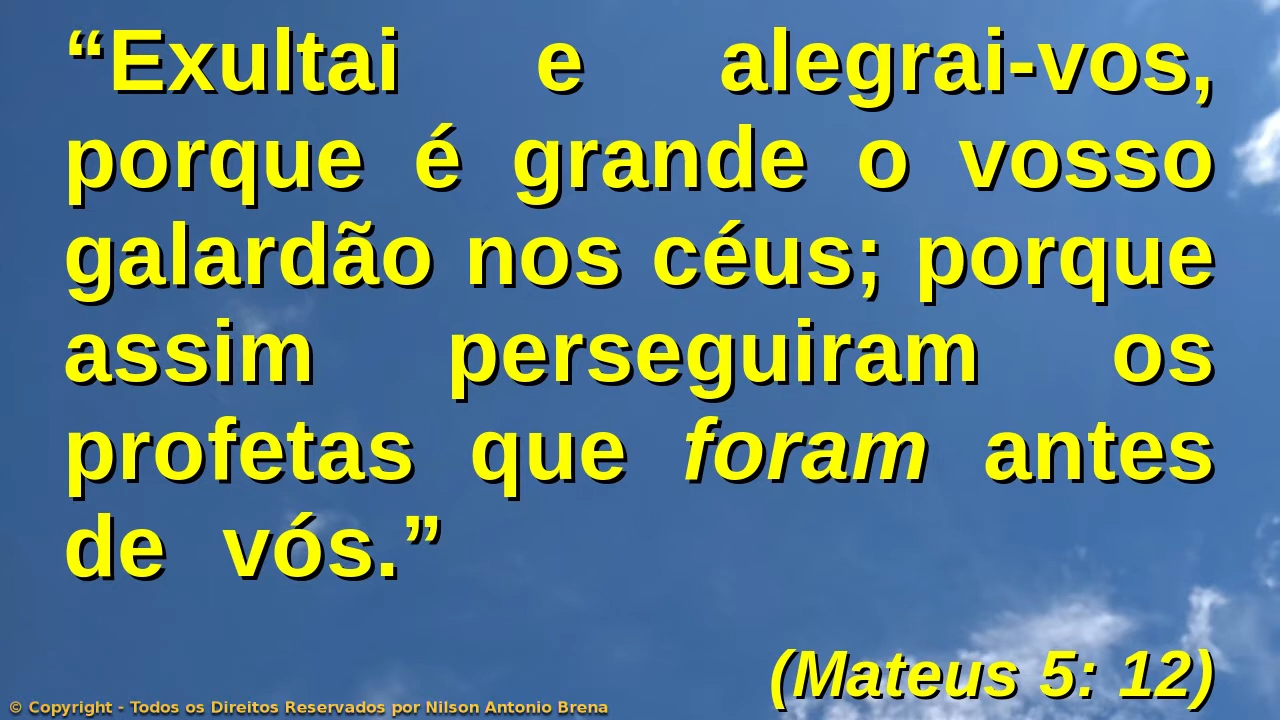 “Exultai e alegrai-vos,
porque é grande o vosso
galardão nos céus; porque
assim perseguiram os
profetas que foram antes
de vós.”
(Mateus 5: 12)
© Copyright - Todos os Direitos Reservados por Nilson Antonio Brena